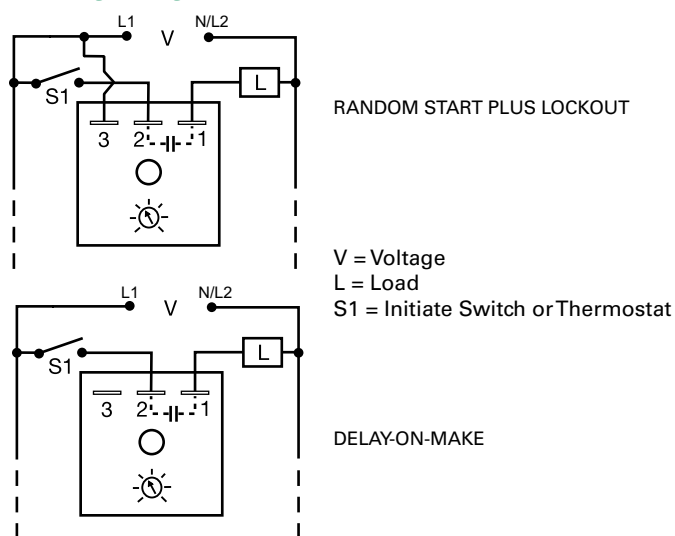 L1 V N/L2
S1 L
3 2 1
RANDOM START PLUS LOCKOUT
V = Voltage
L = Load
S1 = Initiate Switch or Thermostat
L1 V N/L2
S1 L
3 2 1
DELAY-ON-MAKE